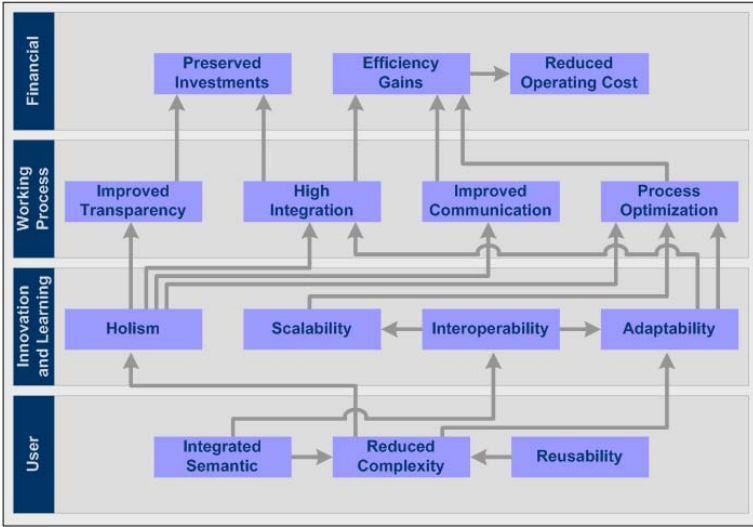 Financial
Preserved
Investments
Efficiency
Gains
Reduced
Operating Cost
Working
Process
Improved
Transparency
High
Integration
Improved
Communication
Process
Optimization
Innovation
and Learning
Holism
Scalability
Interoperability
Adaptability
User
Integrated
Semantic
Reduced
Complexity
Reusability